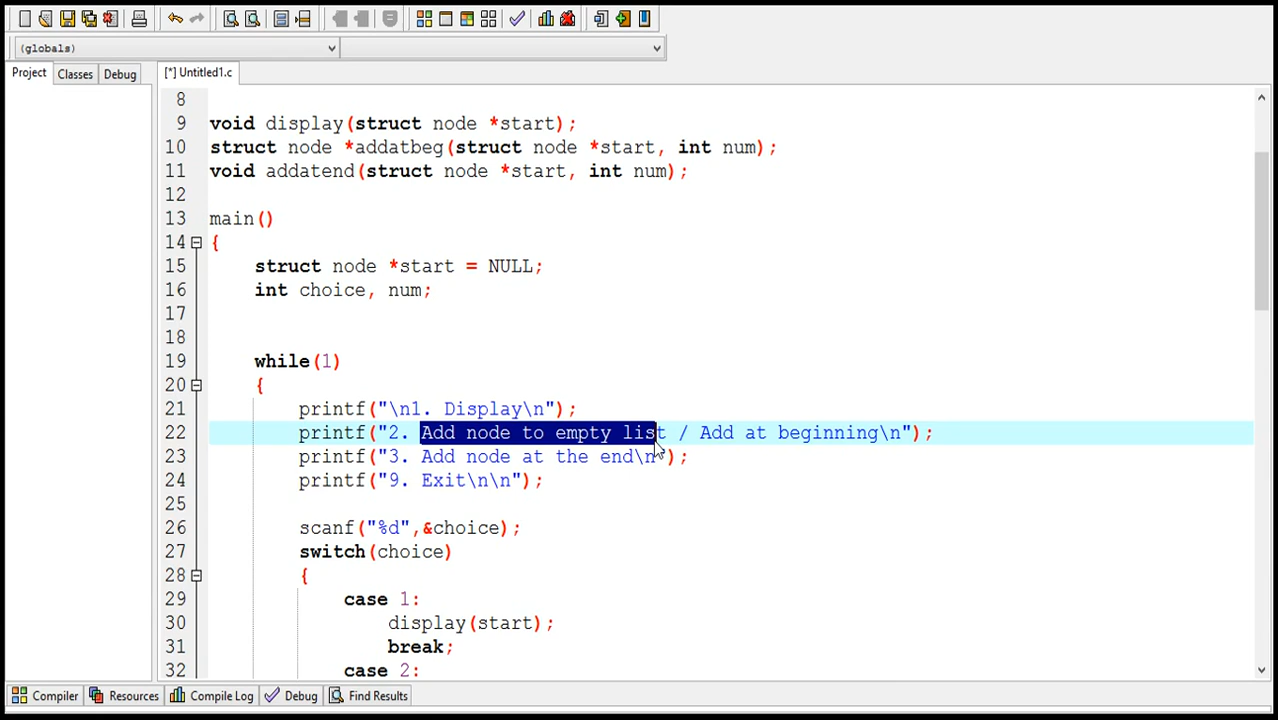 (globals)
Project Classes Debug [*] Untitled1.c
8
9 void display(struct node *start);
10 struct node *addatbeg(struct node *start, int num);
11 void addatend(struct node *start, int num);
12
13 main()
14 {
15 struct node *start = NULL;
16 int choice, num;
17
18
19 while(1)
20 {
21 printf("\n1. Display\n");
22 printf("2. Add node to empty list / Add at beginning\n");
23 printf("3. Add node at the end\n");
24 printf("9. Exit\n\n");
25
26 scanf("%d",&choice);
27 switch(choice)
28 {
29 case 1:
30 display(start);
31 break;
32 case 2:
Compiler Resources Compile Log Debug Find Results